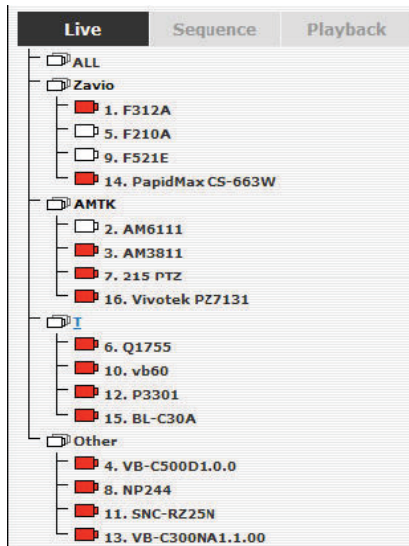 Live Sequence Playback
ALL
Zavio
1. F312A
5. F210A
9. F521E
14. PapidMax CS-663W
AMTK
2. AM6111
3. AM3811
7. 215 PTZ
16. Vivotek PZ7131
T
6. Q1755
10. vb60
12. P3301
15. BL-C30A
Other
4. VB-C500D1.0.0
8. NP244
11. SNC-RZ25N
13. VB-C300NA1.1.00